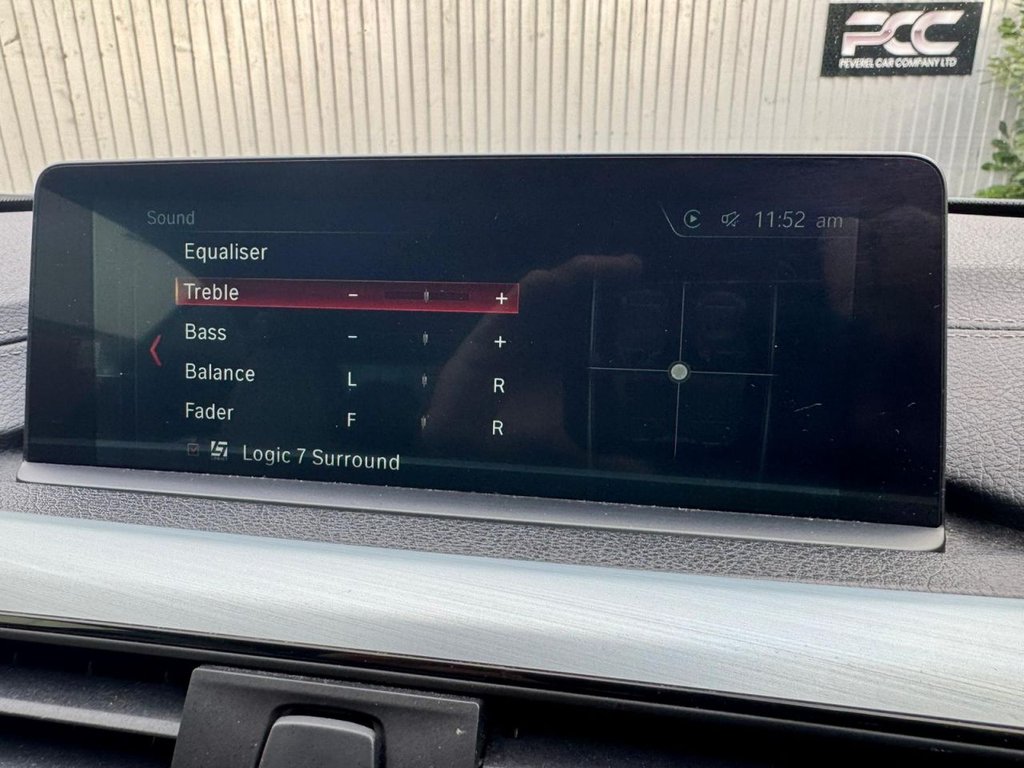 PCC
PEVEREL CAR COMPANY LTD
Sound
11:52 am
Equaliser
Treble - +
Bass - +
Balance L R
Fader F R
Logic 7 Surround